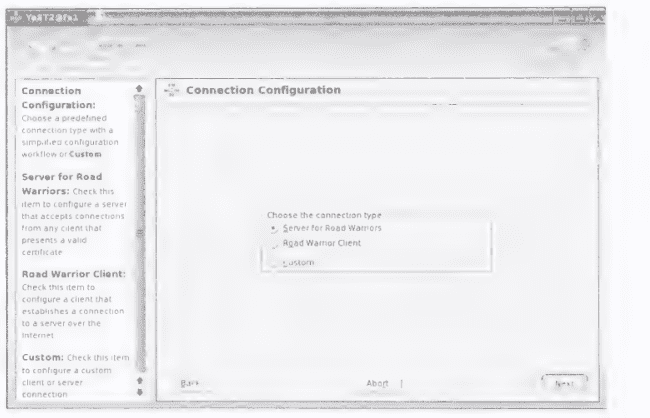 YaST2@fx1
Connection
Configuration:
Choose a predefined
connection type with a
simplified configuration
workflow or Custom
Server for Road
Warriors: Check this
item to configure a server
that accepts connections
from any client that
presents a valid
certificate
Road Warrior Client:
Check this item to
configure a client that
establishes a connection
to a server over the
Internet
Custom: Check this item
to configure a custom
client or server
connection
Connection Configuration
Choose the connection type
Server for Road Warriors
Road Warrior Client
Custom
Back
Abort
Next